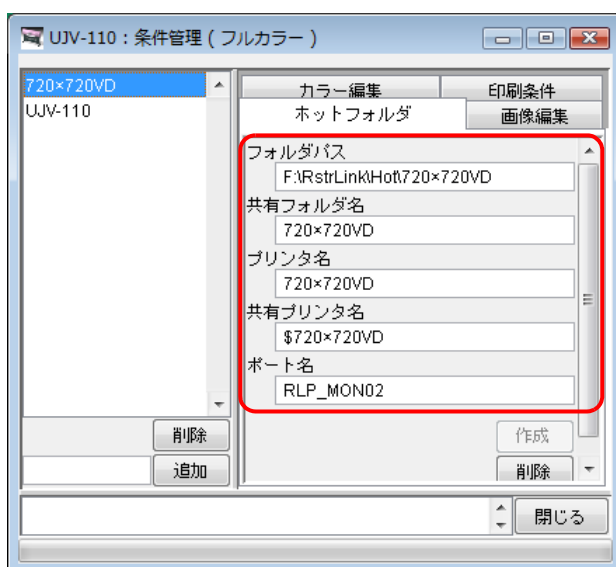 UJV-110：条件管理 ( フルカラー )
720×720VD
UJV-110
カラー編集
印刷条件
ホットフォルダ
画像編集
フォルダパス
F:\RstrLink\Hot\720×720VD
共有フォルダ名
720×720VD
プリンタ名
720×720VD
共有プリンタ名
$720×720VD
ポート名
RLP_MON02
削除
作成
追加
削除
閉じる